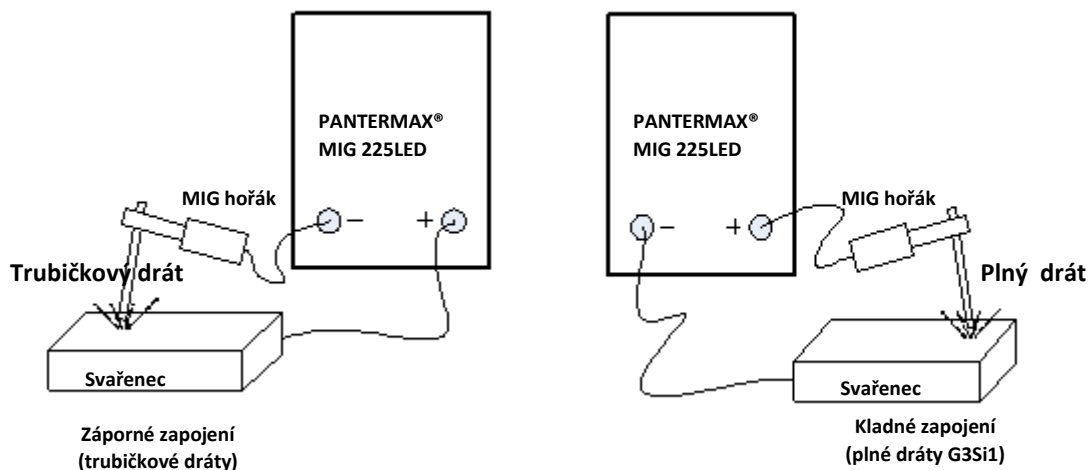 PANTERMAX®
MIG 225LED
MIG hořák
− +
Trubičkový drát
Svařenec
Záporné zapojení
(trubičkové dráty)
PANTERMAX®
MIG 225LED
MIG hořák
− +
Plný drát
Svařenec
Kladné zapojení
(plné dráty G3Si1)